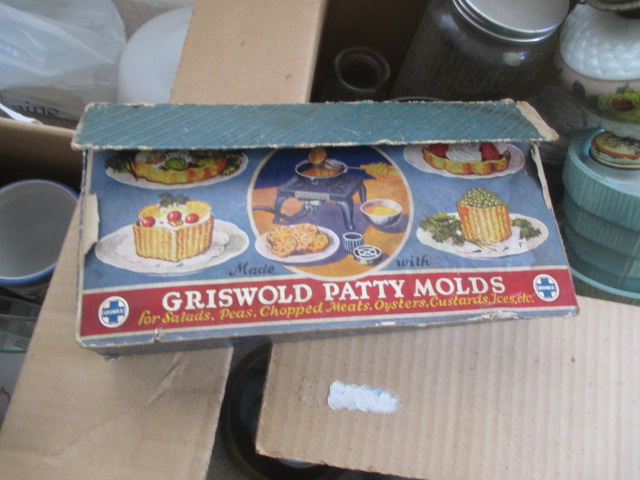 Made with
GRISWOLD PATTY MOLDS
for Salads, Peas, Chopped Meats, Oysters, Custards, Ices, etc.